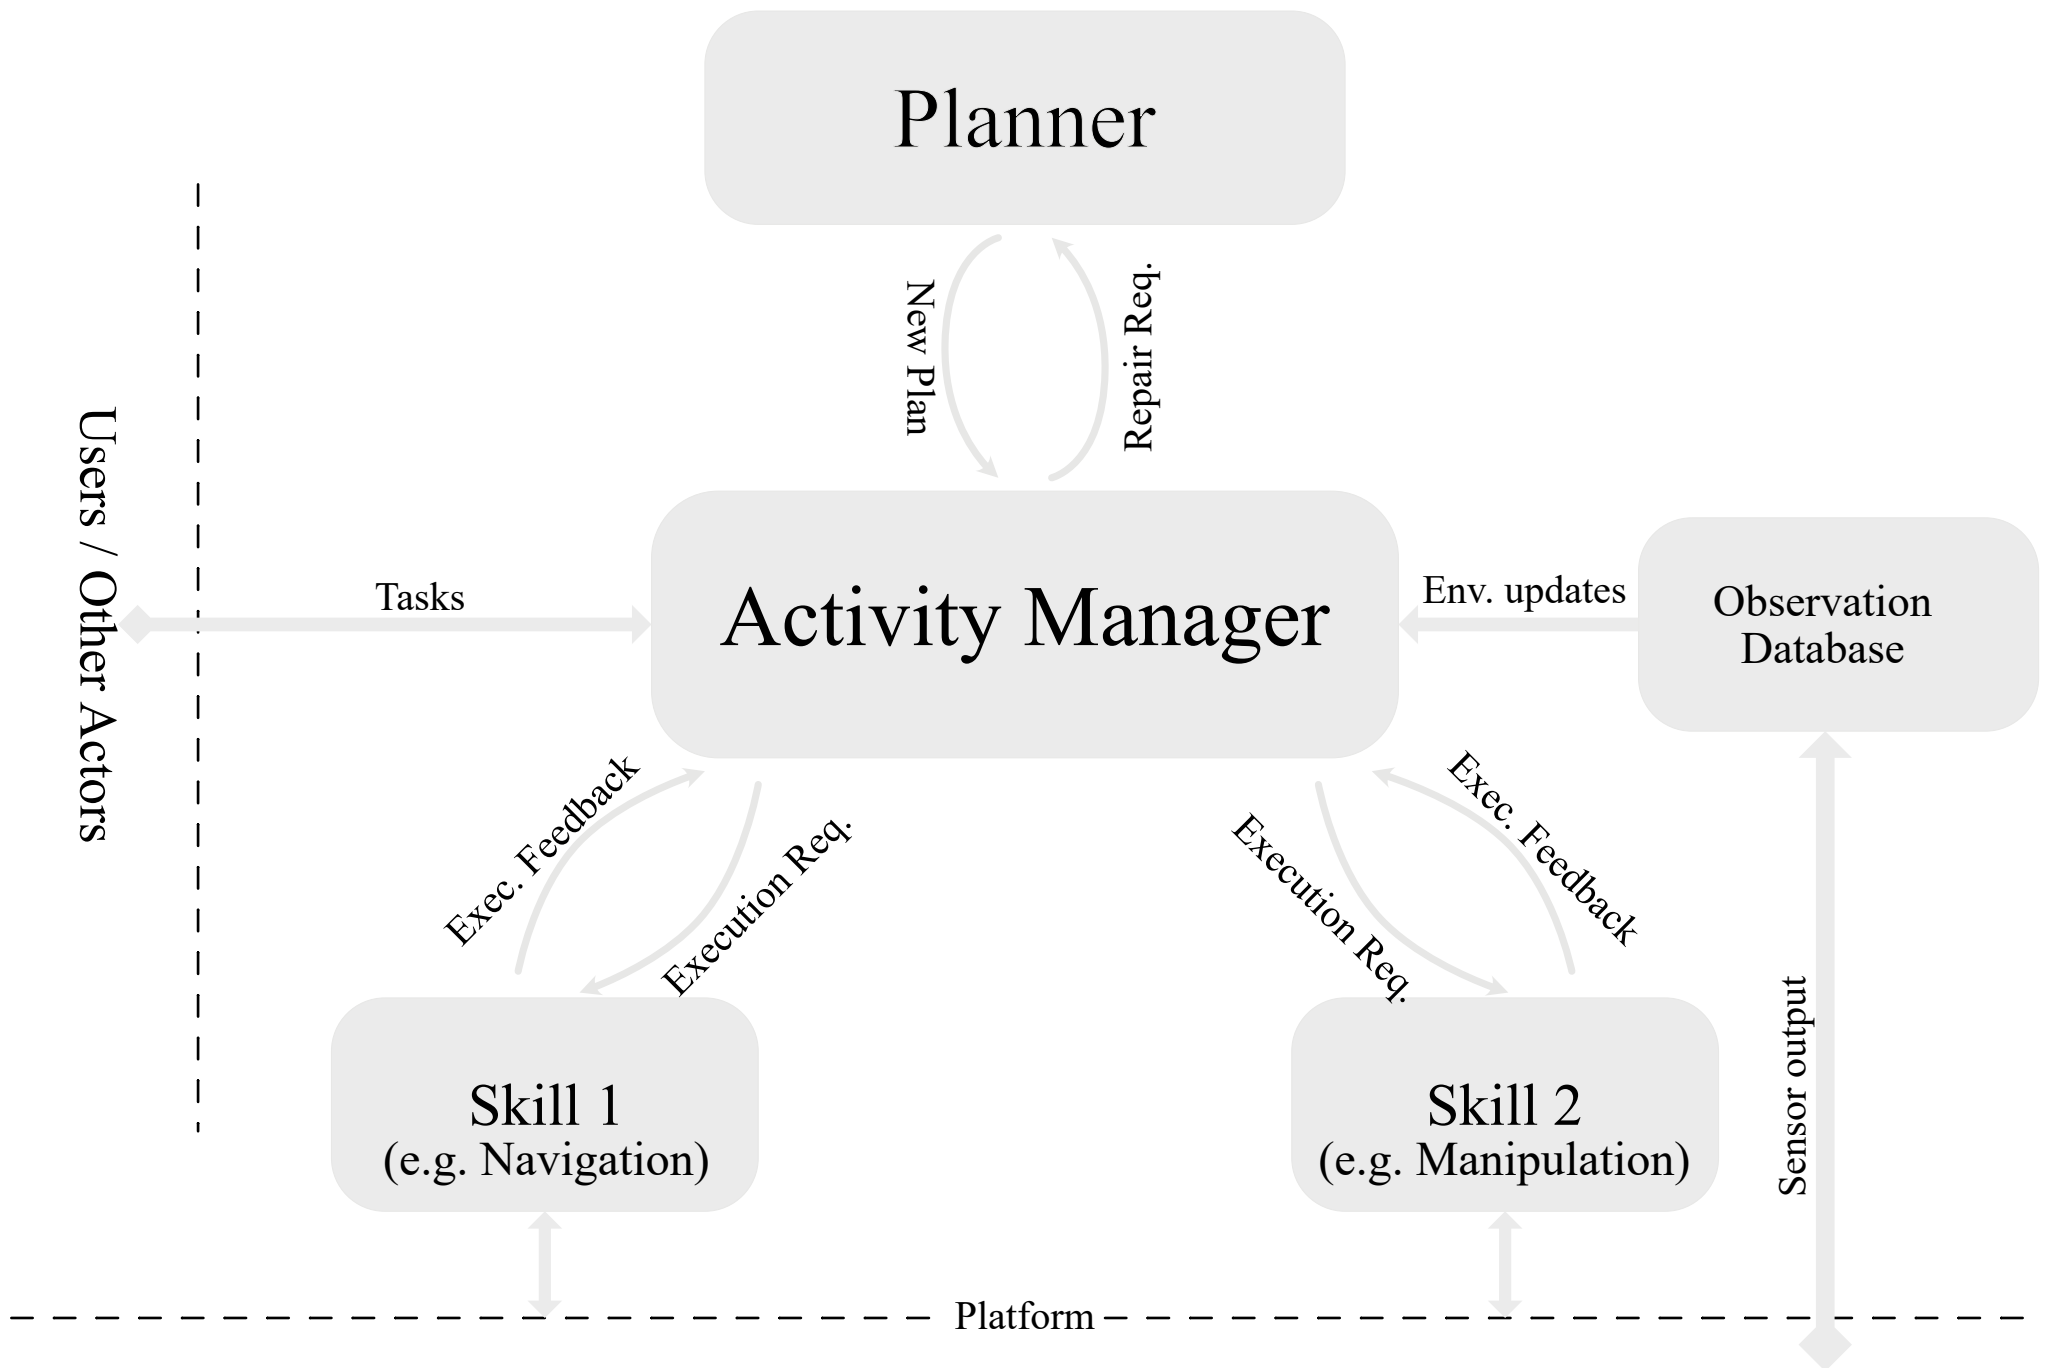 Planner
New Plan
Repair Req.
Users / Other Actors
Tasks
Activity Manager
Env. updates
Observation
Database
Exec. Feedback
Execution Req.
Execution Req.
Exec. Feedback
Skill 1
(e.g. Navigation)
Skill 2
(e.g. Manipulation)
Sensor output
Platform